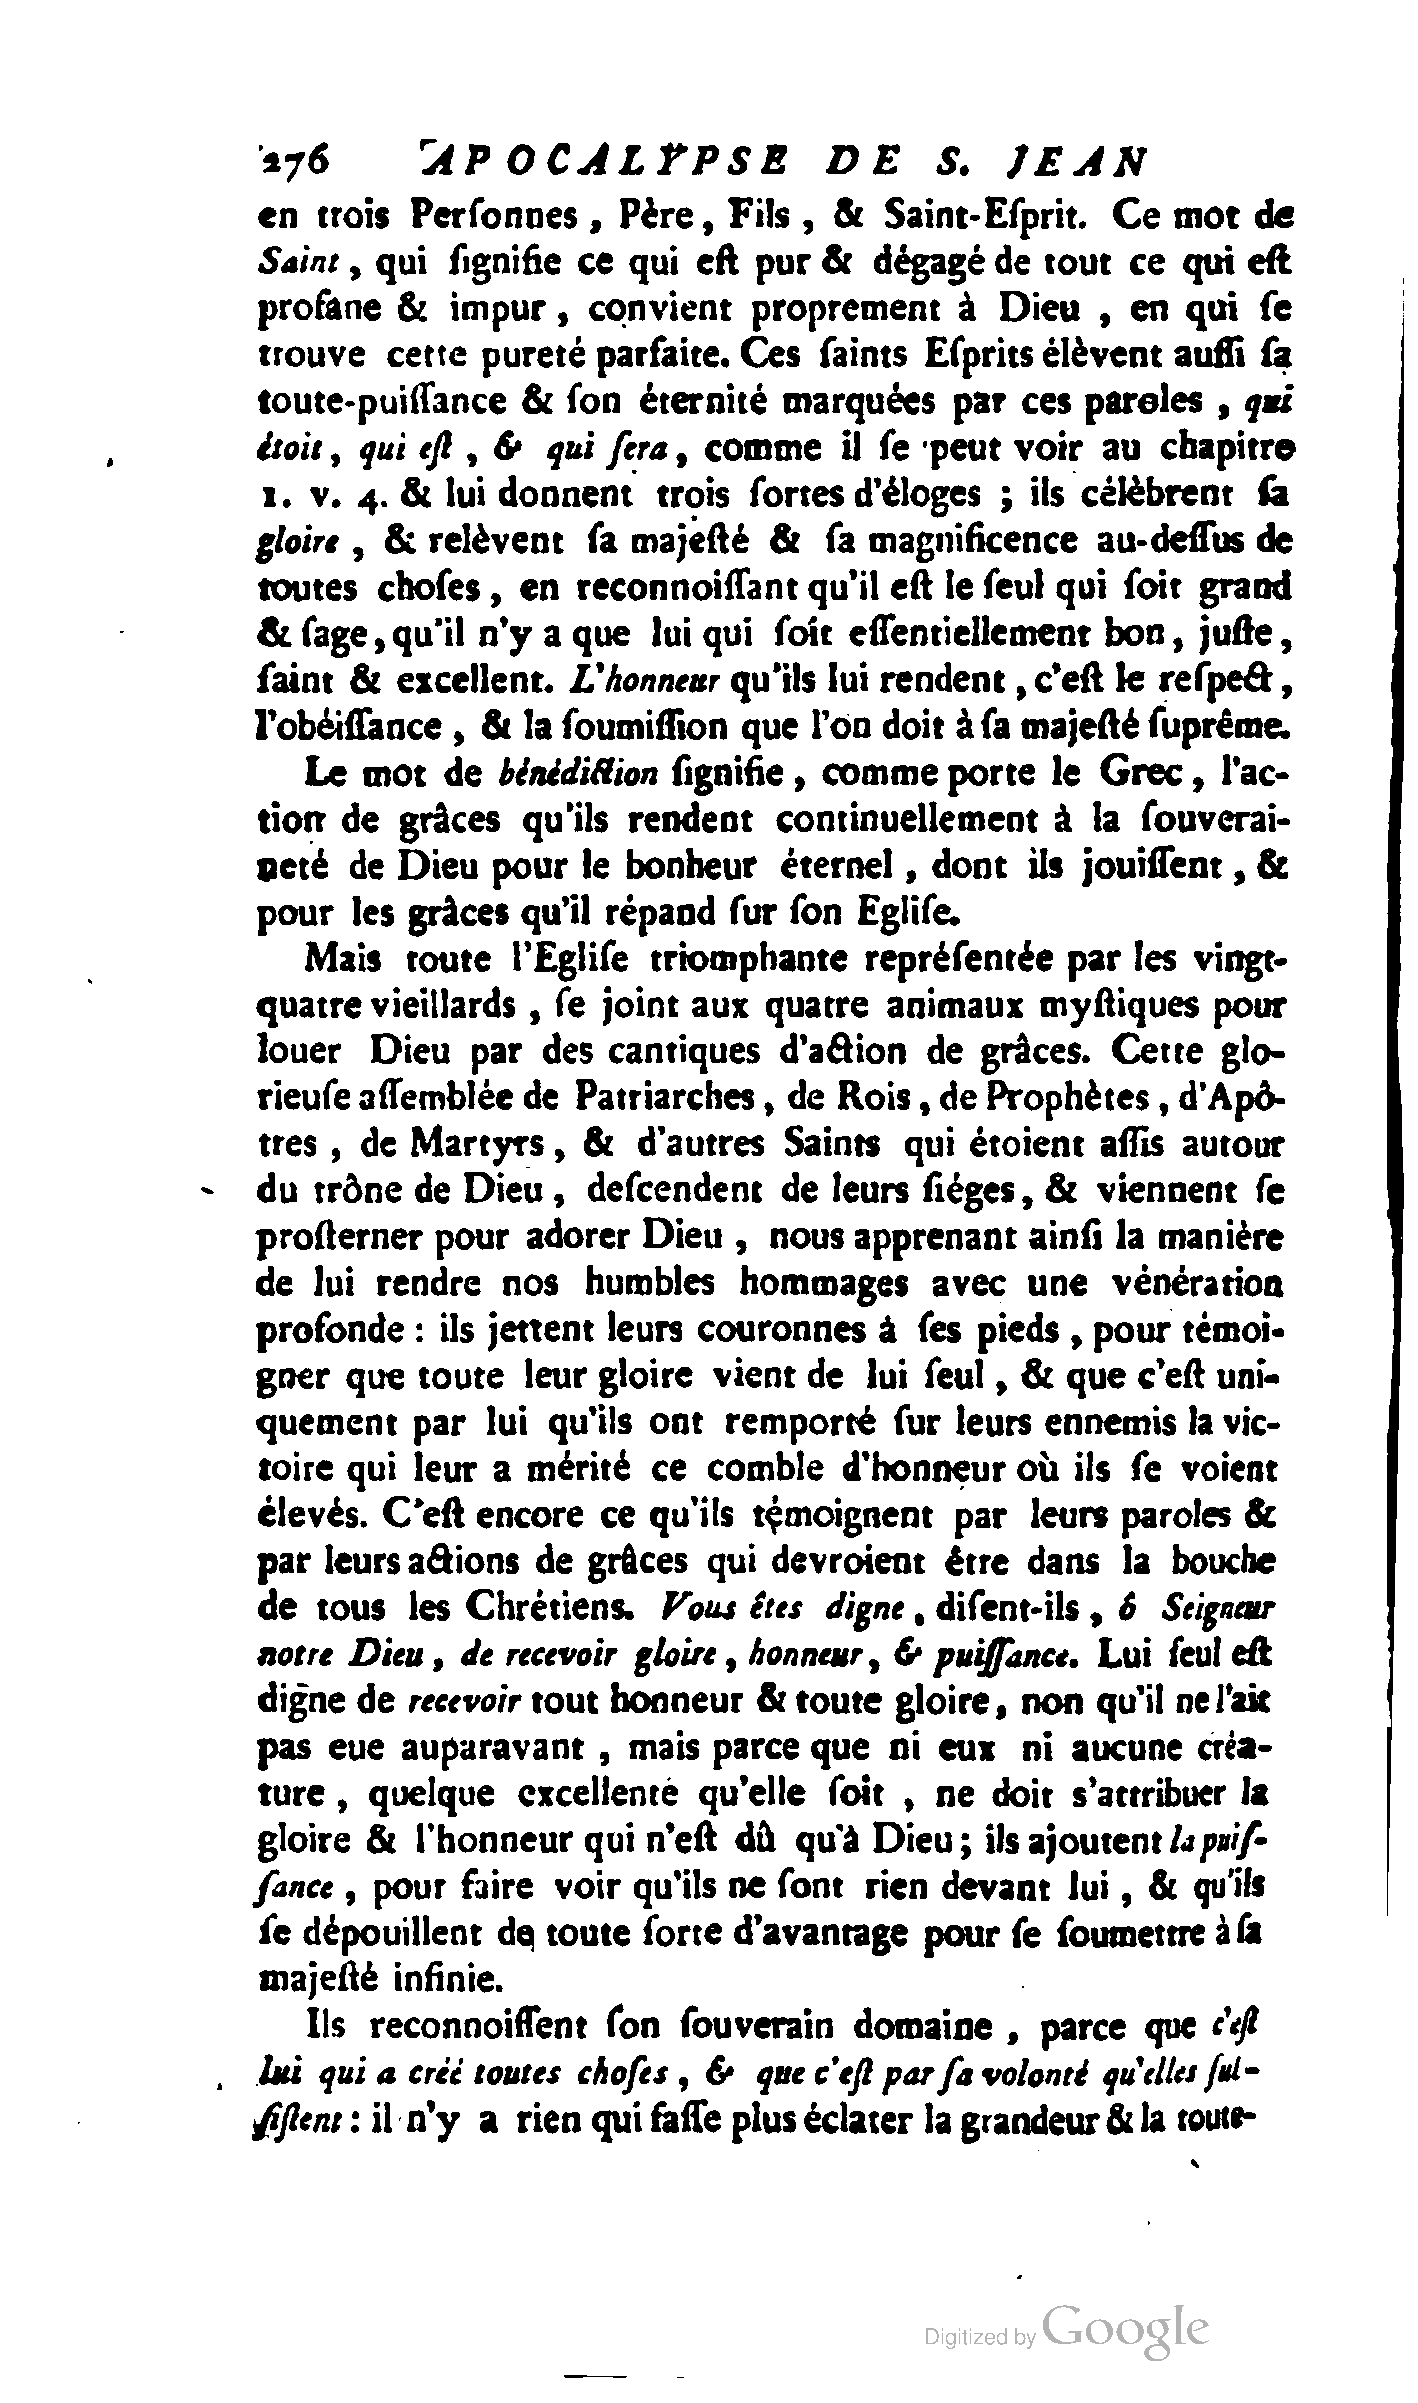 276 APOCALYPSE DE S. JEAN
en trois Perſonnes, Père, Fils, & Saint-Eſprit. Ce mot de
Saint, qui ſignifie ce qui eſt pur & dégagé de tout ce qui eſt
profane & impur, convient proprement à Dieu, en qui ſe
trouve cette pureté parfaite. Ces ſaints Eſprits élèvent auſſi ſa
toute-puiſſance & ſon éternité marquées par ces paroles, qui
étoit, qui eſt, & qui ſera, comme il ſe peut voir au chapitre
1. v. 4. & lui donnent trois ſortes d'éloges; ils célèbrent ſa
gloire, & relèvent ſa majeſté & ſa magnificence au-deſſus de
toutes choſes, en reconnoiſſant qu'il eſt le ſeul qui ſoit grand
& ſage, qu'il n'y a que lui qui ſoit eſſentiellement bon, juſte,
ſaint & excellent. L'honneur qu'ils lui rendent, c'eſt le reſpect,
l'obéiſſance, & la ſoumiſſion que l'on doit à ſa majeſté ſuprême.
Le mot de bénédiction ſignifie, comme porte le Grec, l'ac-
tion de grâces qu'ils rendent continuellement à la ſouverai-
neté de Dieu pour le bonheur éternel, dont ils jouiſſent, &
pour les grâces qu'il répand ſur ſon Egliſe.
Mais toute l'Egliſe triomphante repréſentée par les vingt-
quatre vieillards, ſe joint aux quatre animaux myſtiques pour
louer Dieu par des cantiques d'action de grâces. Cette glo-
rieuſe aſſemblée de Patriarches, de Rois, de Prophètes, d'Apô-
tres, de Martyrs, & d'autres Saints qui étoient aſſis autour
du trône de Dieu, deſcendent de leurs ſiéges, & viennent ſe
proſterner pour adorer Dieu, nous apprenant ainſi la manière
de lui rendre nos humbles hommages avec une vénération
profonde: ils jettent leurs couronnes à ſes pieds, pour témoi-
gner que toute leur gloire vient de lui ſeul, & que c'eſt uni-
quement par lui qu'ils ont remporté ſur leurs ennemis la vic-
toire qui leur a mérité ce comble d'honneur où ils ſe voient
élevés. C'eſt encore ce qu'ils témoignent par leurs paroles &
par leurs actions de grâces qui devroient être dans la bouche
de tous les Chrétiens. Vous êtes digne, diſent-ils, ô Seigneur
notre Dieu, de recevoir gloire, honneur, & puiſſance. Lui ſeul eſt
digne de recevoir tout honneur & toute gloire, non qu'il ne l'ait
pas eue auparavant, mais parce que ni eux ni aucune créa-
ture, quelque excellente qu'elle ſoit, ne doit s'attribuer la
gloire & l'honneur qui n'eſt dû qu'à Dieu; ils ajoutent la puiſ-
ſance, pour faire voir qu'ils ne ſont rien devant lui, & qu'ils
ſe dépouillent de toute ſorte d'avantage pour ſe ſoumettre à ſa
majeſté infinie.
Ils reconnoiſſent ſon ſouverain domaine, parce que c'eſt
lui qui a créé toutes choſes, & que c'eſt par ſa volonté qu'elles ſul-
ſiſtent: il n'y a rien qui faſſe plus éclater la grandeur & la toute-
Digitized by Google